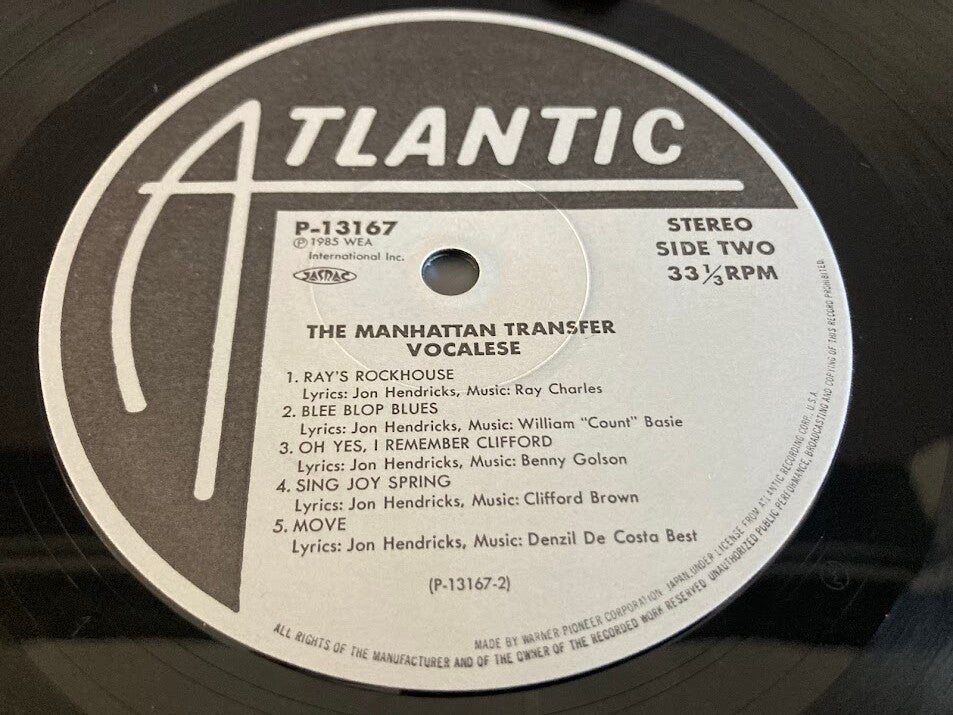 ATLANTIC
P-13167
℗ 1985 WEA
International Inc.
JASRAC
STEREO
SIDE TWO
33⅓ RPM
THE MANHATTAN TRANSFER
VOCALESE
1. RAY'S ROCKHOUSE
Lyrics: Jon Hendricks, Music: Ray Charles
2. BLEE BLOP BLUES
Lyrics: Jon Hendricks, Music: William "Count" Basie
3. OH YES, I REMEMBER CLIFFORD
Lyrics: Jon Hendricks, Music: Benny Golson
4. SING JOY SPRING
Lyrics: Jon Hendricks, Music: Clifford Brown
5. MOVE
Lyrics: Jon Hendricks, Music: Denzil De Costa Best
(P-13167-2)
MADE BY WARNER PIONEER CORPORATION, JAPAN, UNDER LICENSE FROM ATLANTIC RECORDING CORP., U.S.A.
ALL RIGHTS OF THE MANUFACTURER AND OF THE OWNER OF THE RECORDED WORK RESERVED. UNAUTHORIZED PUBLIC PERFORMANCE, BROADCASTING AND COPYING OF THIS RECORD PROHIBITED.